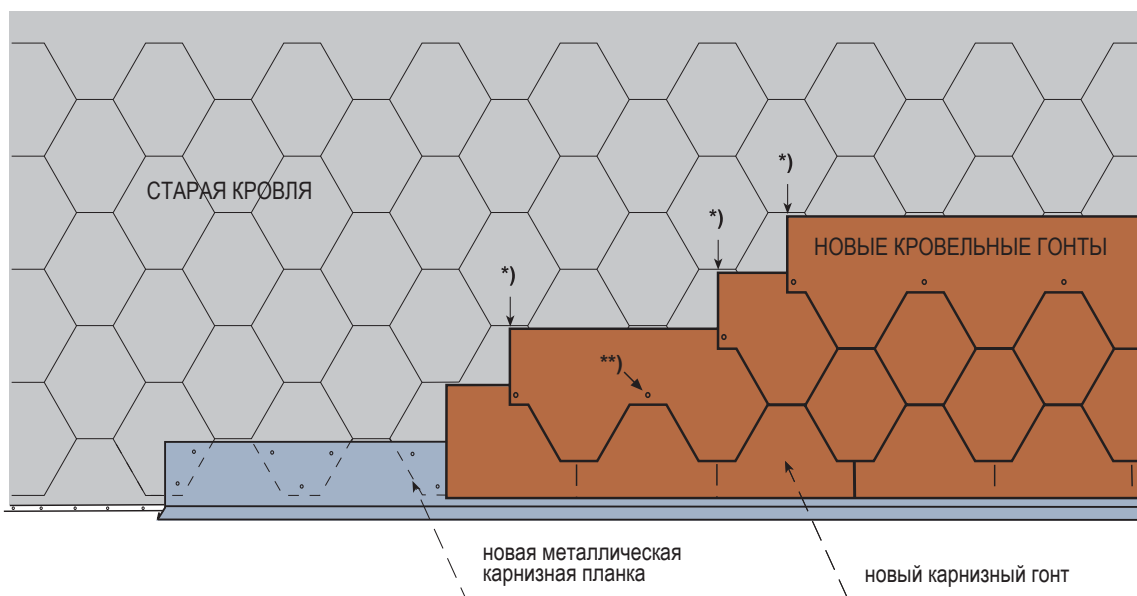 *)
СТАРАЯ КРОВЛЯ
*)
НОВЫЕ КРОВЕЛЬНЫЕ ГОНТЫ
*)
**)
новая металлическая
карнизная планка
новый карнизный гонт